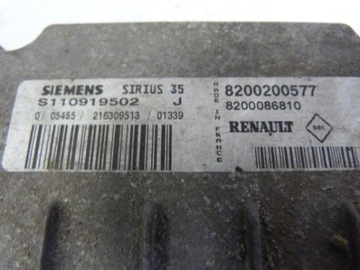 SIEMENS SIRIUS 35
S110919502 J
0/ 05455 / 216309513 / 01339
MADE IN FRANCE
8200200577
8200086810
RENAULT